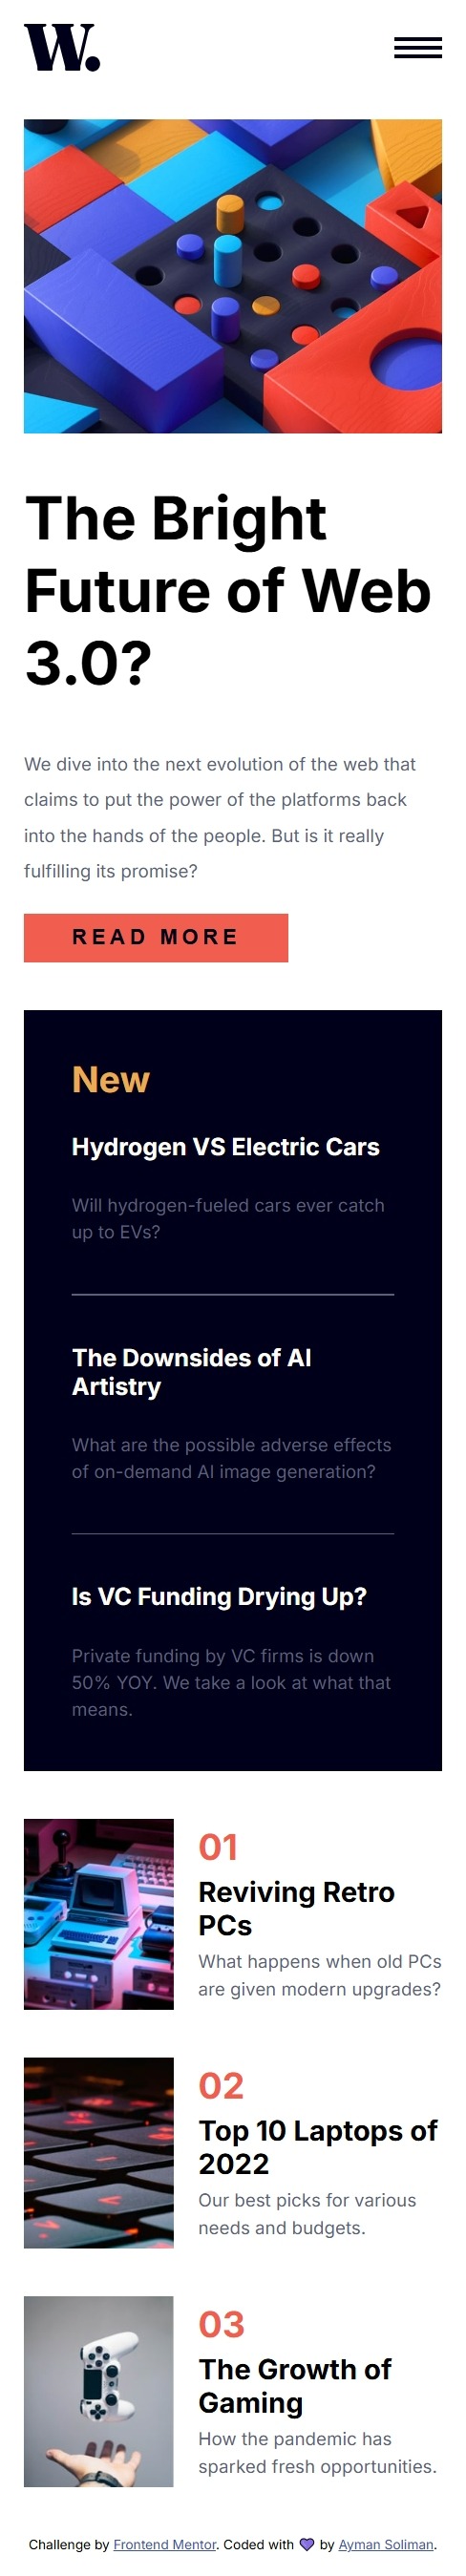 W.
The Bright
Future of Web
3.0?
We dive into the next evolution of the web that
claims to put the power of the platforms back
into the hands of the people. But is it really
fulfilling its promise?
READ MORE
New
Hydrogen VS Electric Cars
Will hydrogen-fueled cars ever catch
up to EVs?
The Downsides of AI
Artistry
What are the possible adverse effects
of on-demand AI image generation?
Is VC Funding Drying Up?
Private funding by VC firms is down
50% YOY. We take a look at what that
means.
01
Reviving Retro
PCs
What happens when old PCs
are given modern upgrades?
02
Top 10 Laptops of
2022
Our best picks for various
needs and budgets.
03
The Growth of
Gaming
How the pandemic has
sparked fresh opportunities.
Challenge by Frontend Mentor. Coded with 💜 by Ayman Soliman.